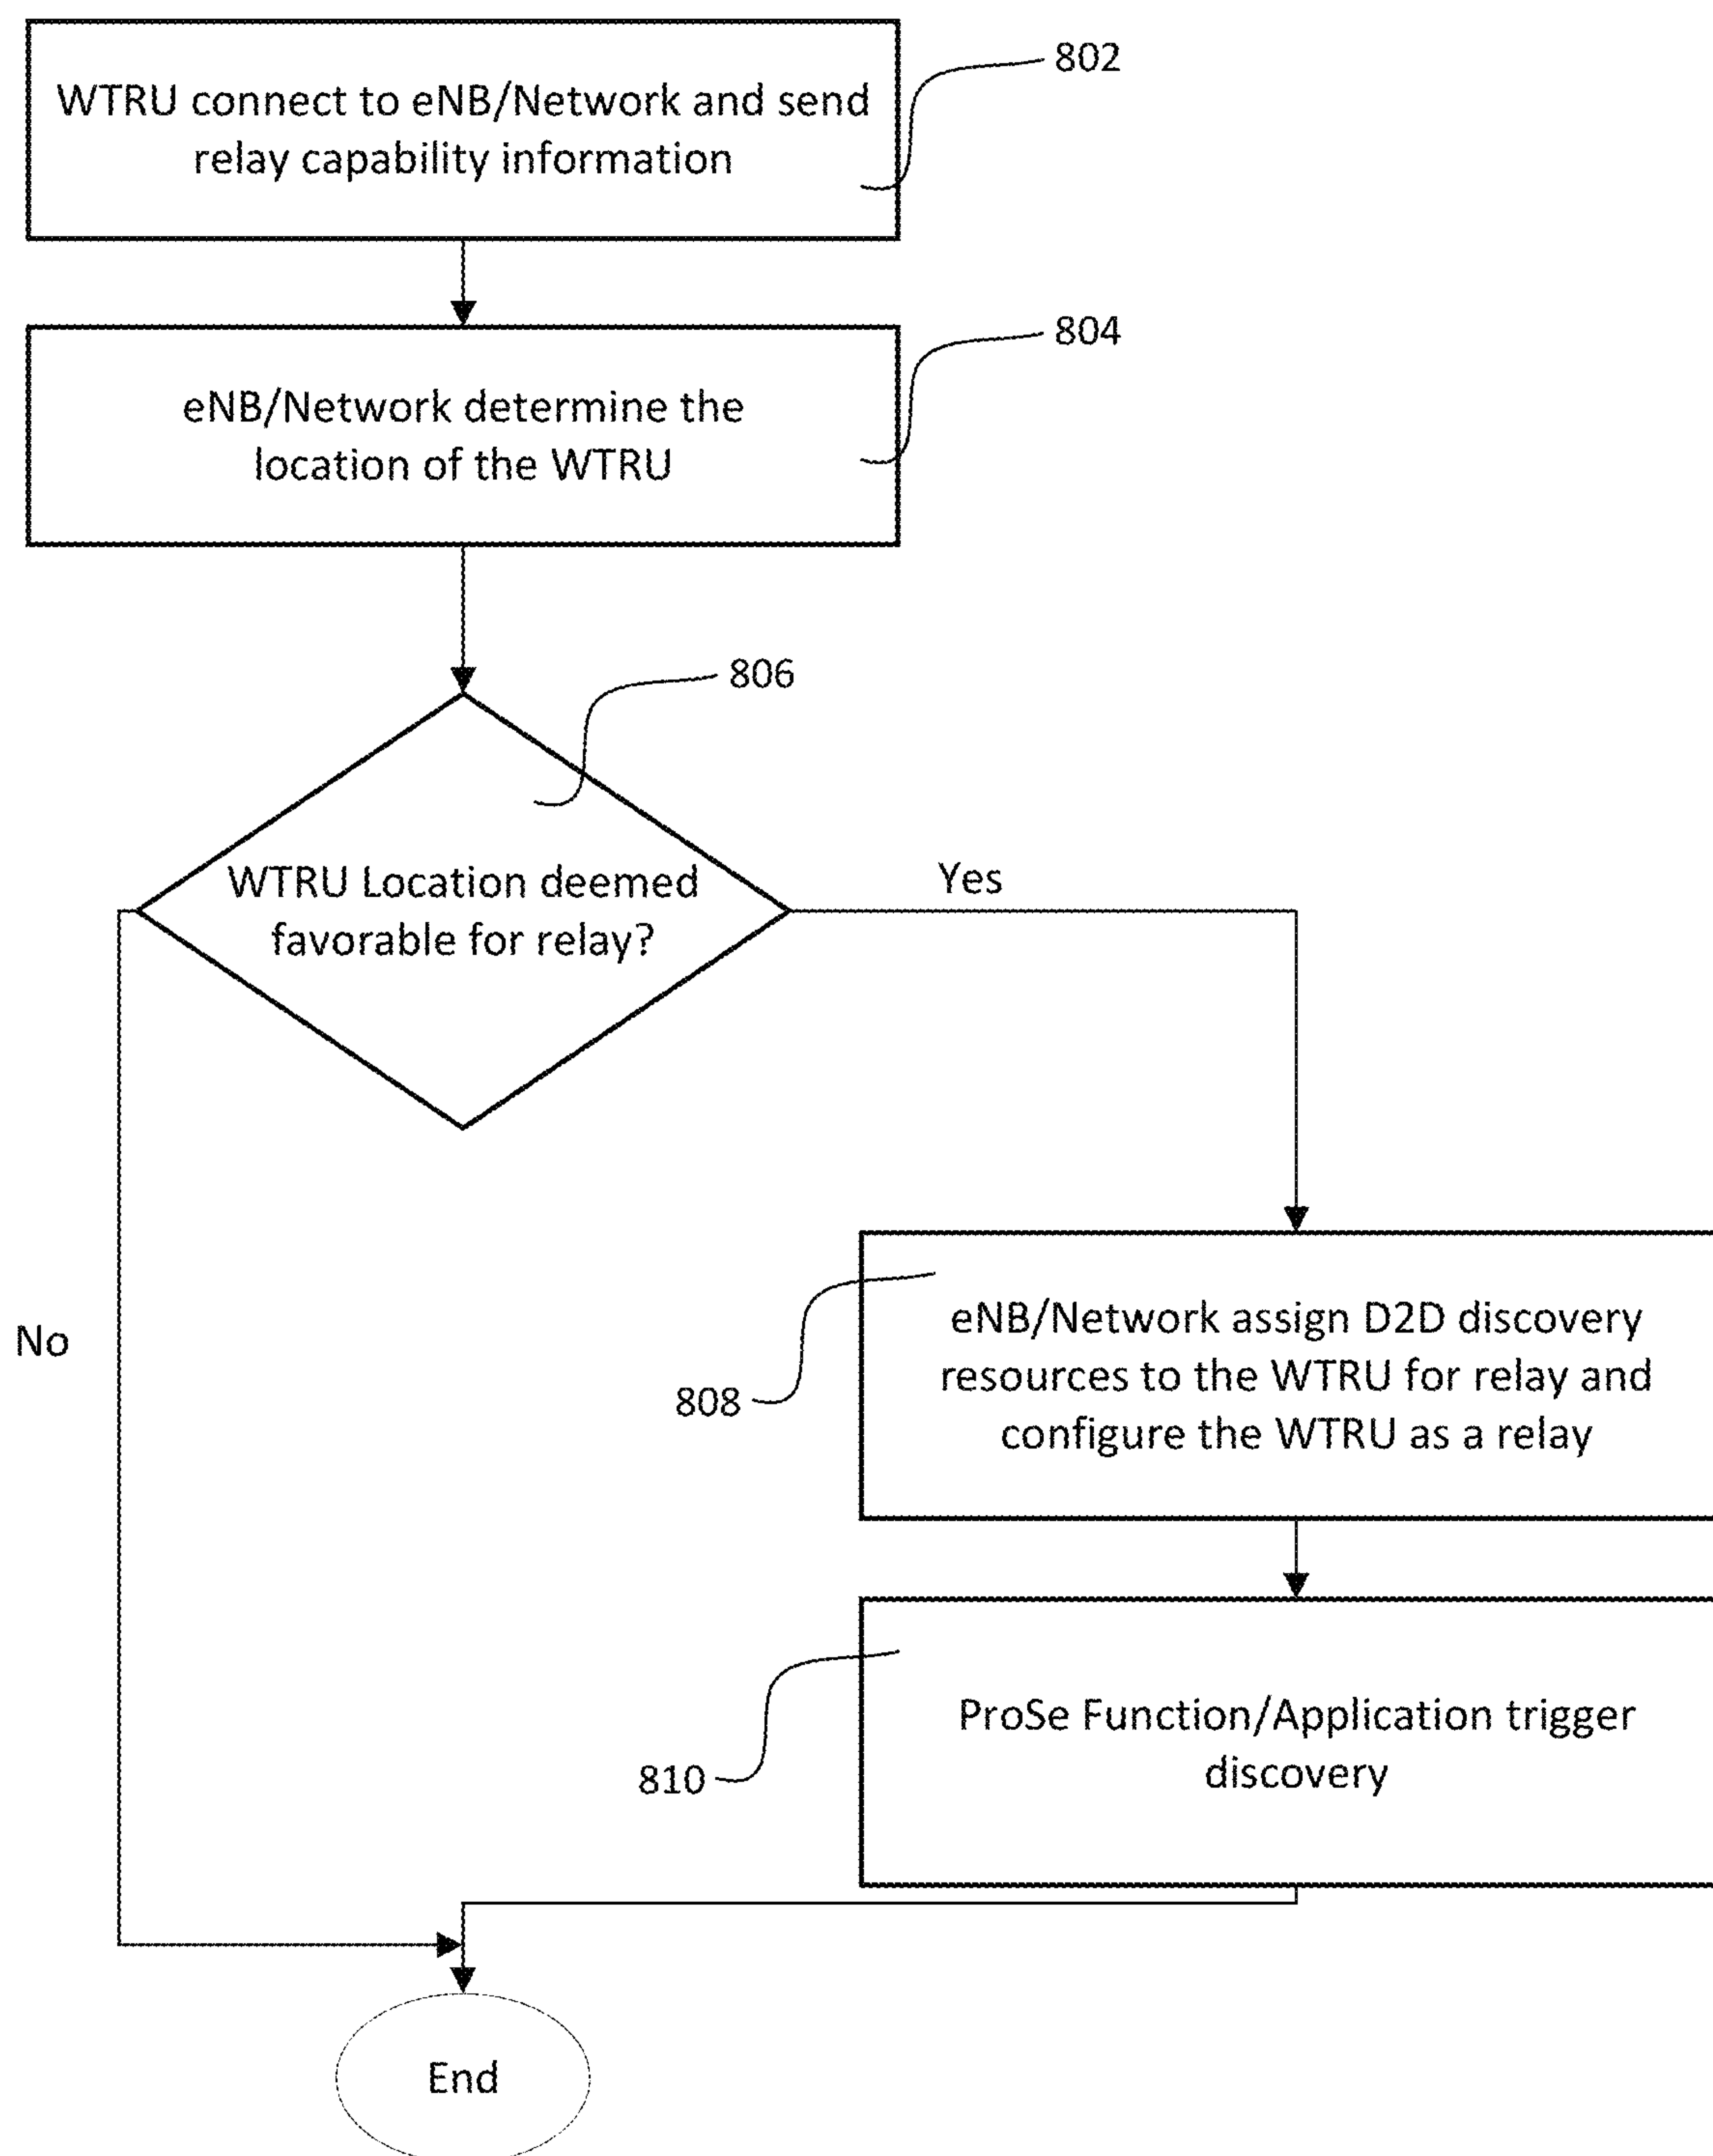 WTRU connect to eNB/Network and send
relay capability information
802
eNB/Network determine the
location of the WTRU
804
806
WTRU Location deemed
favorable for relay?
Yes
No
eNB/Network assign D2D discovery
resources to the WTRU for relay and
configure the WTRU as a relay
808
ProSe Function/Application trigger
discovery
810
End